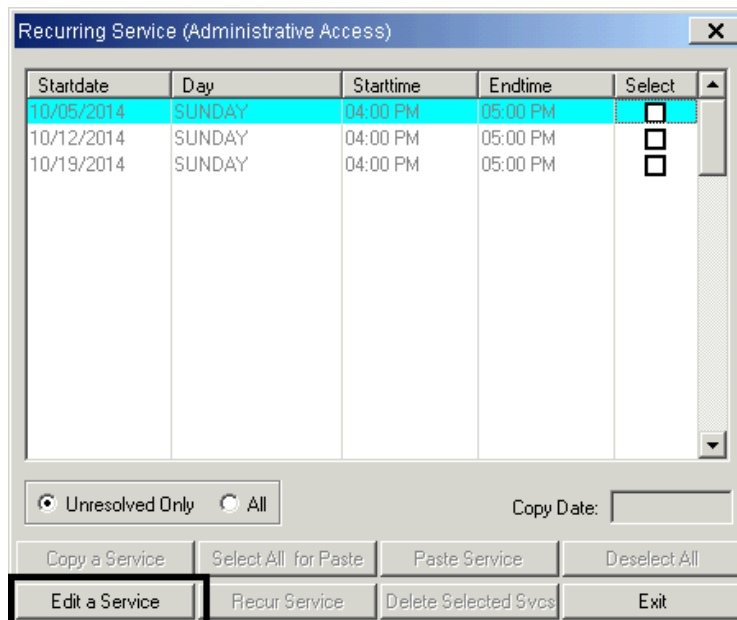 Recurring Service (Administrative Access)
Startdate Day Starttime Endtime Select
10/05/2014 SUNDAY 04:00 PM 05:00 PM
10/12/2014 SUNDAY 04:00 PM 05:00 PM
10/19/2014 SUNDAY 04:00 PM 05:00 PM
Unresolved Only All Copy Date:
Copy a Service Select All for Paste Paste Service Deselect All
Edit a Service Recur Service Delete Selected Svcs Exit